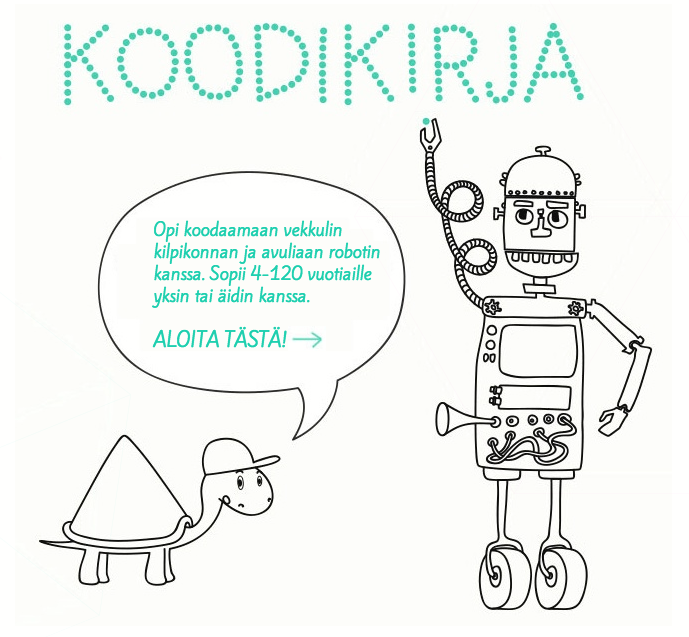 KOODIKIRJA
Opi koodaamaan vekkulin
kilpikonnan ja avuliaan robotin
kanssa. Sopii 4-120 vuotiaille
yksin tai äidin kanssa.
ALOITA TÄSTÄ! →